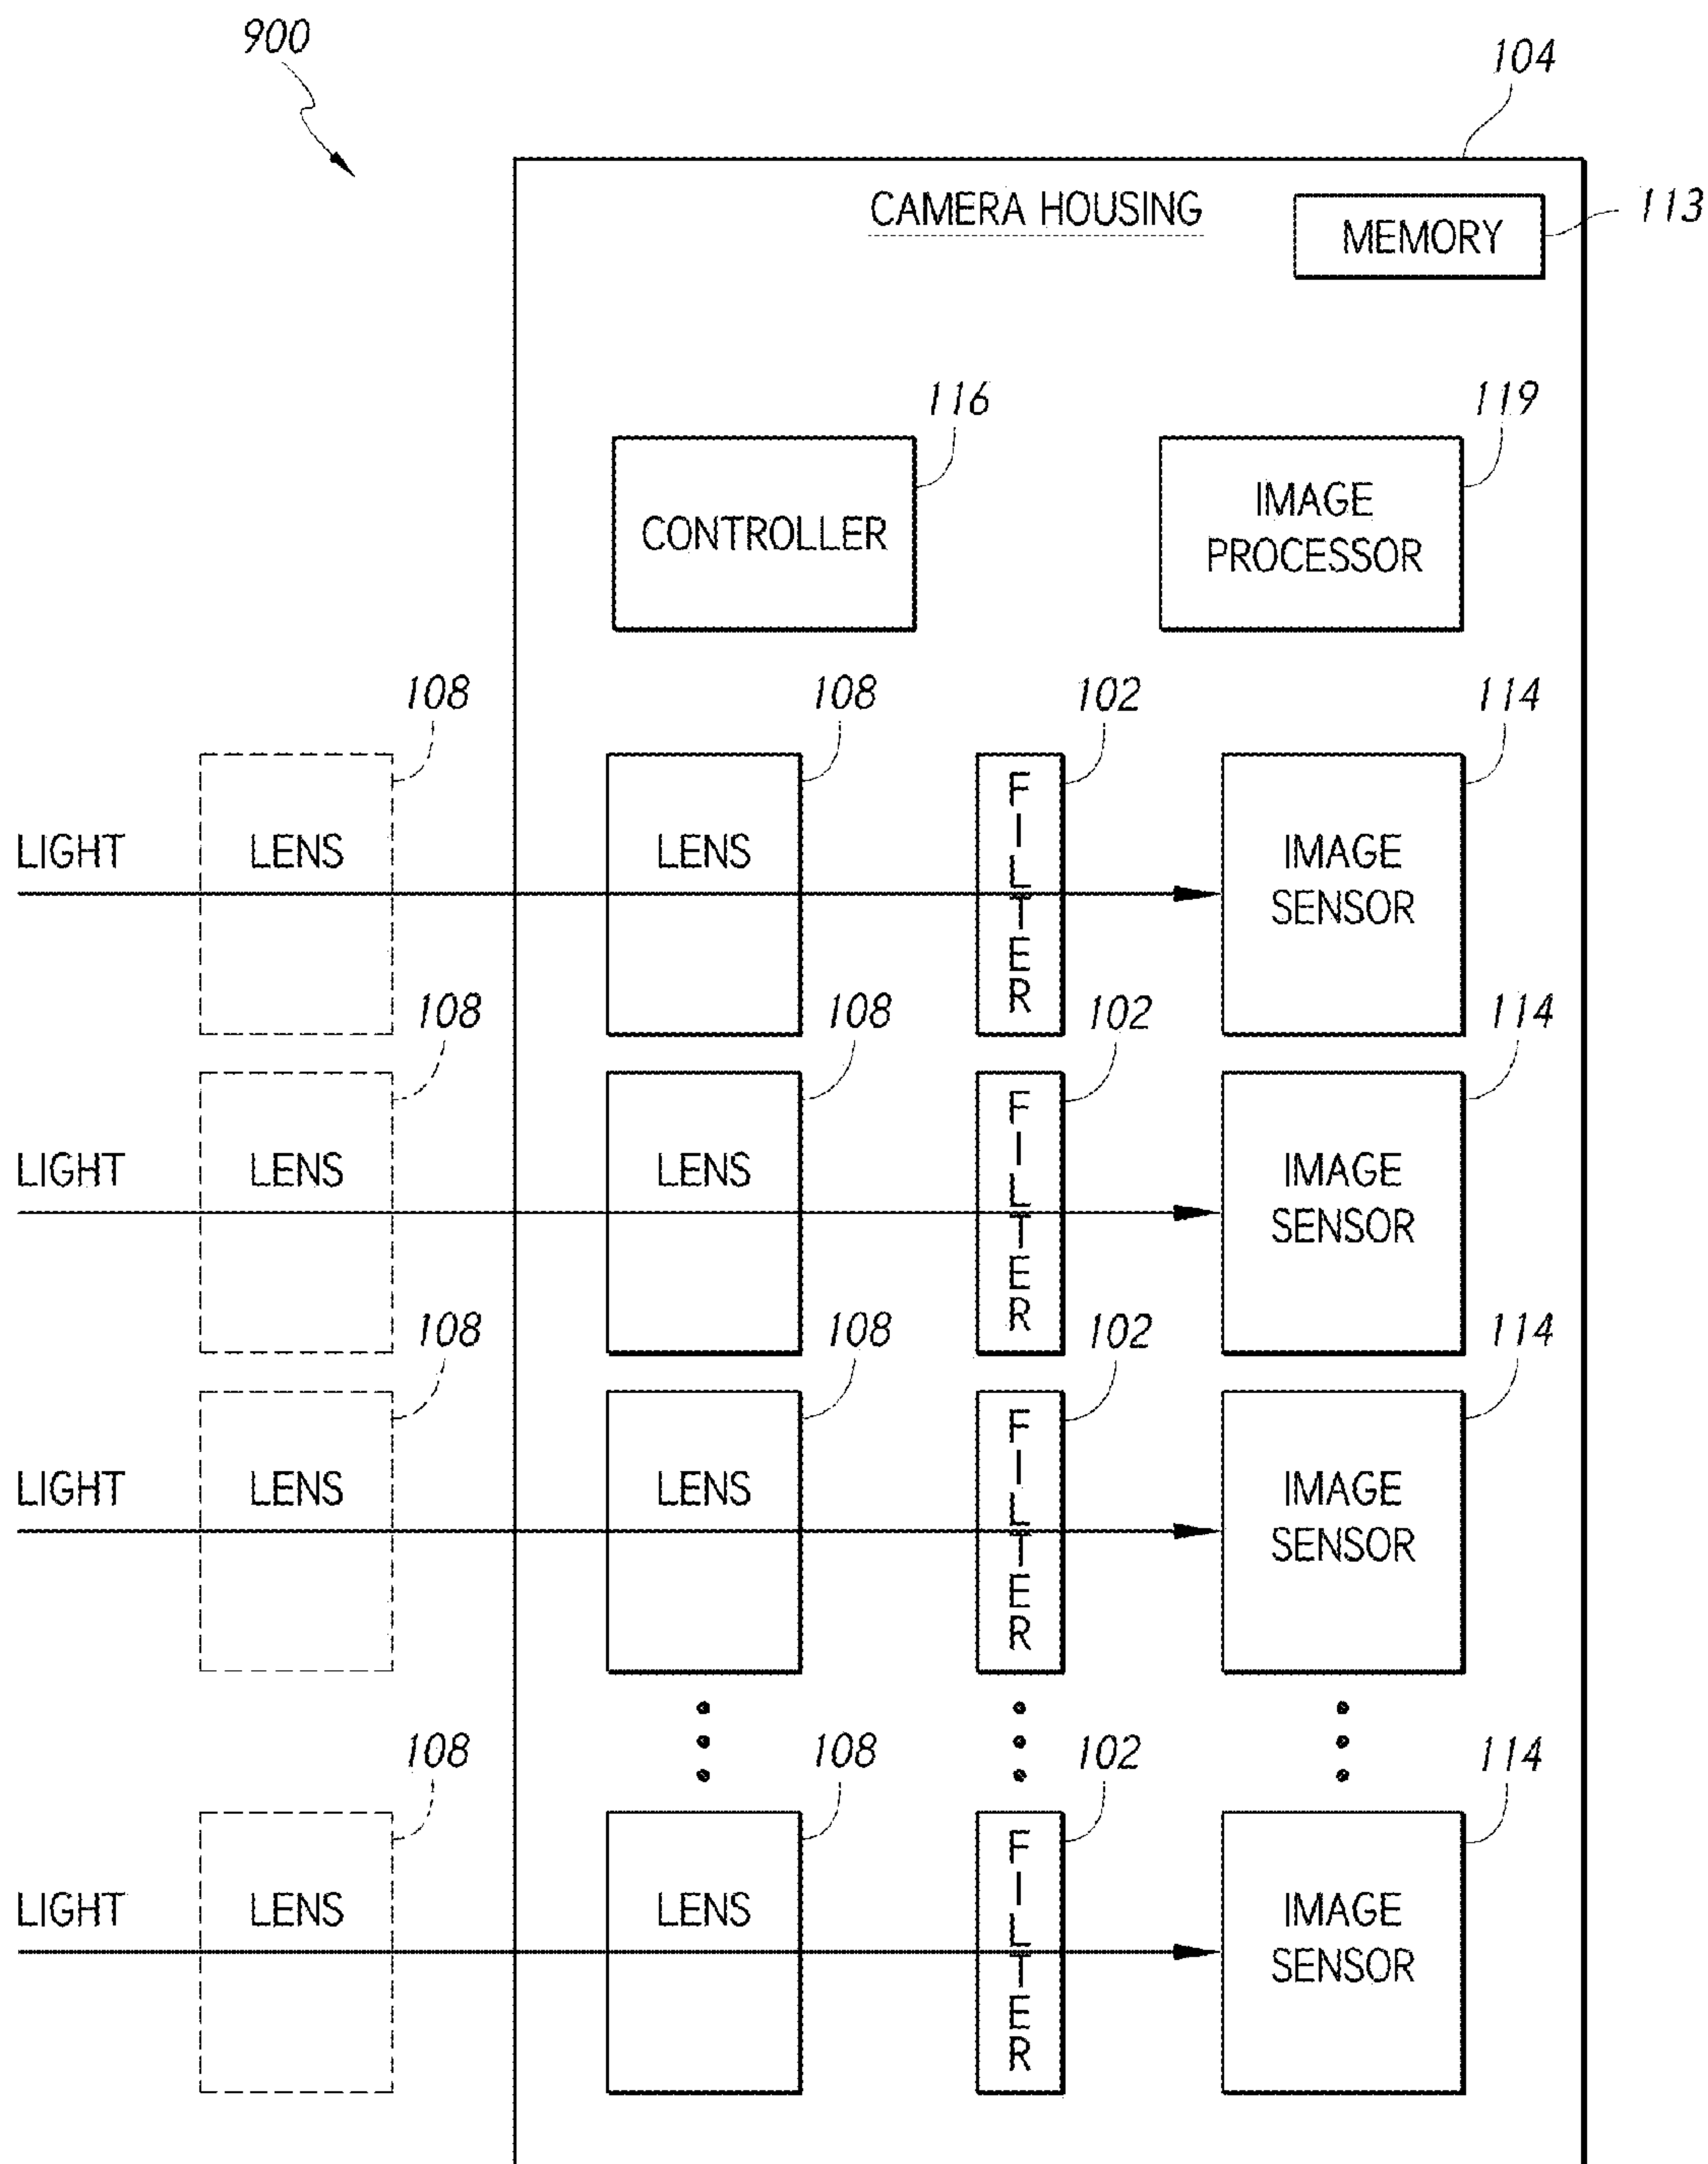 900
104
CAMERA HOUSING
MEMORY
113
116
119
CONTROLLER
IMAGE
PROCESSOR
108
108
102
114
LIGHT
LENS
LENS
FILTER
IMAGE
SENSOR
108
108
102
114
LIGHT
LENS
LENS
FILTER
IMAGE
SENSOR
108
108
102
114
LIGHT
LENS
LENS
FILTER
IMAGE
SENSOR
108
108
102
114
LIGHT
LENS
LENS
FILTER
IMAGE
SENSOR